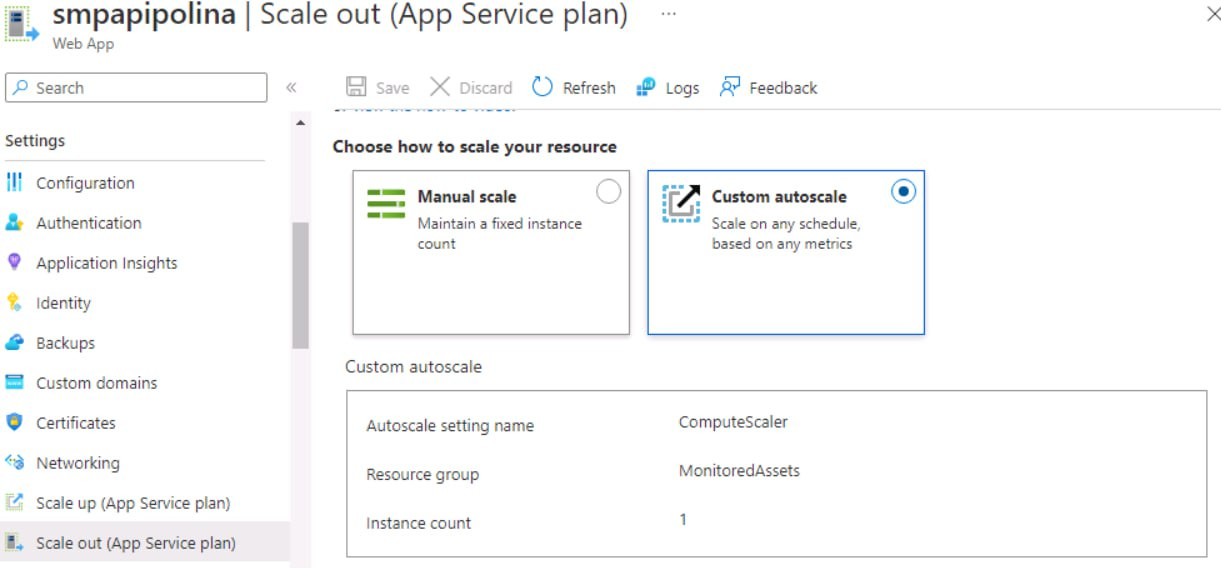 smpapipolina | Scale out (App Service plan) ...
Web App
Search «
Save Discard Refresh Logs Feedback
Settings
Configuration
Authentication
Application Insights
Identity
Backups
Custom domains
Certificates
Networking
Scale up (App Service plan)
Scale out (App Service plan)
Choose how to scale your resource
Manual scale
Maintain a fixed instance
count
Custom autoscale
Scale on any schedule,
based on any metrics
Custom autoscale
Autoscale setting name ComputeScaler
Resource group MonitoredAssets
Instance count 1